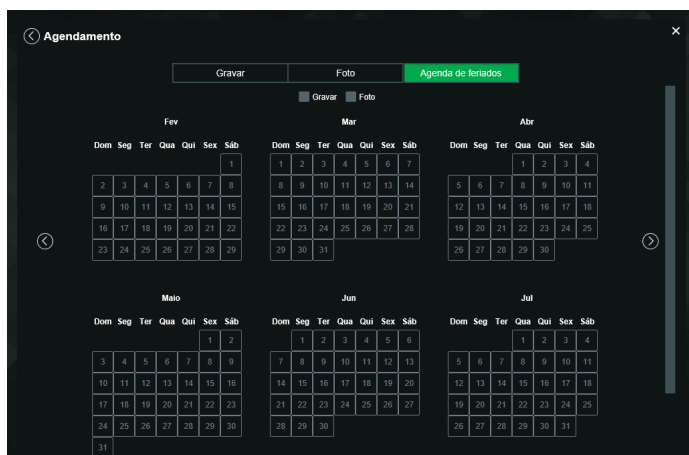 Agendamento ×
Gravar Foto Agenda de feriados
Gravar Foto
Fev Mar Abr
Dom Seg Ter Qua Qui Sex Sáb Dom Seg Ter Qua Qui Sex Sáb Dom Seg Ter Qua Qui Sex Sáb
1 1 2 3 4 5 6 7 1 2 3 4
2 3 4 5 6 7 8 8 9 10 11 12 13 14 5 6 7 8 9 10 11
9 10 11 12 13 14 15 15 16 17 18 19 20 21 12 13 14 15 16 17 18
16 17 18 19 20 21 22 22 23 24 25 26 27 28 19 20 21 22 23 24 25
23 24 25 26 27 28 29 29 30 31 26 27 28 29 30
Maio Jun Jul
Dom Seg Ter Qua Qui Sex Sáb Dom Seg Ter Qua Qui Sex Sáb Dom Seg Ter Qua Qui Sex Sáb
1 2 1 2 3 4 5 6 1 2 3 4
3 4 5 6 7 8 9 7 8 9 10 11 12 13 5 6 7 8 9 10 11
10 11 12 13 14 15 16 14 15 16 17 18 19 20 12 13 14 15 16 17 18
17 18 19 20 21 22 23 21 22 23 24 25 26 27 19 20 21 22 23 24 25
24 25 26 27 28 29 30 28 29 30 26 27 28 29 30 31
31